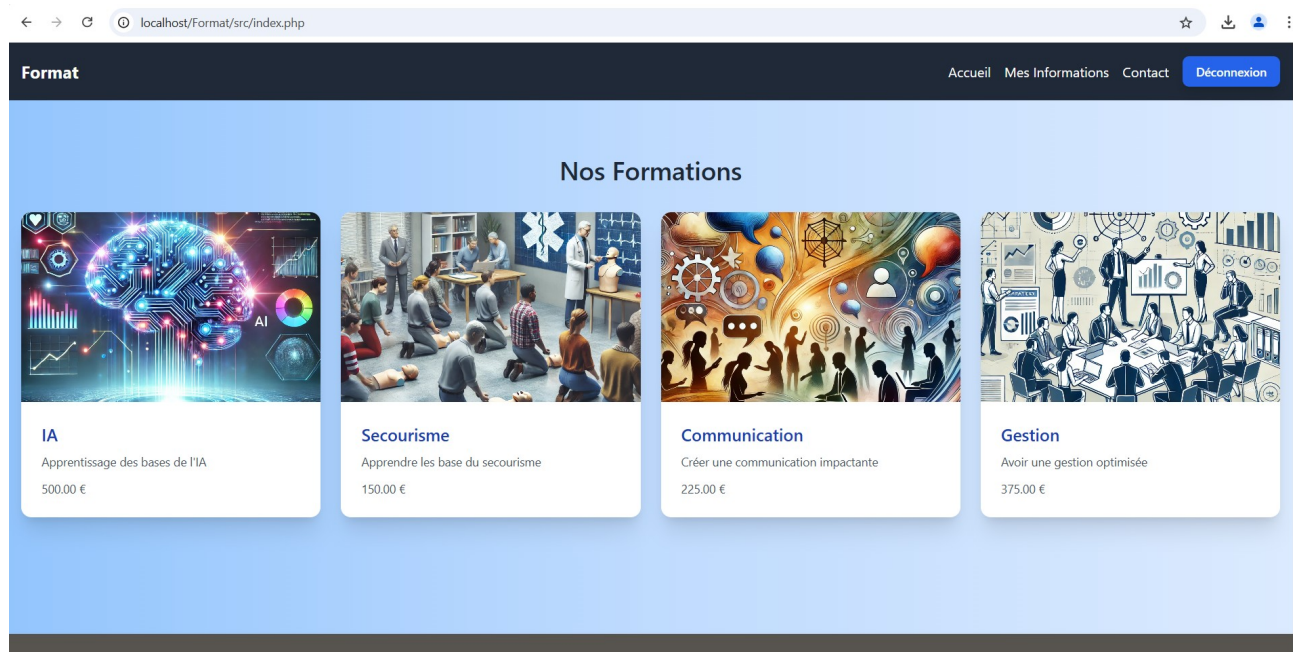 localhost/Format/src/index.php
Format
Accueil Mes Informations Contact Déconnexion
Nos Formations
AI
IA
Apprentissage des bases de l'IA
500.00 €
Secourisme
Apprendre les base du secourisme
150.00 €
Communication
Créer une communication impactante
225.00 €
Gestion
Avoir une gestion optimisée
375.00 €